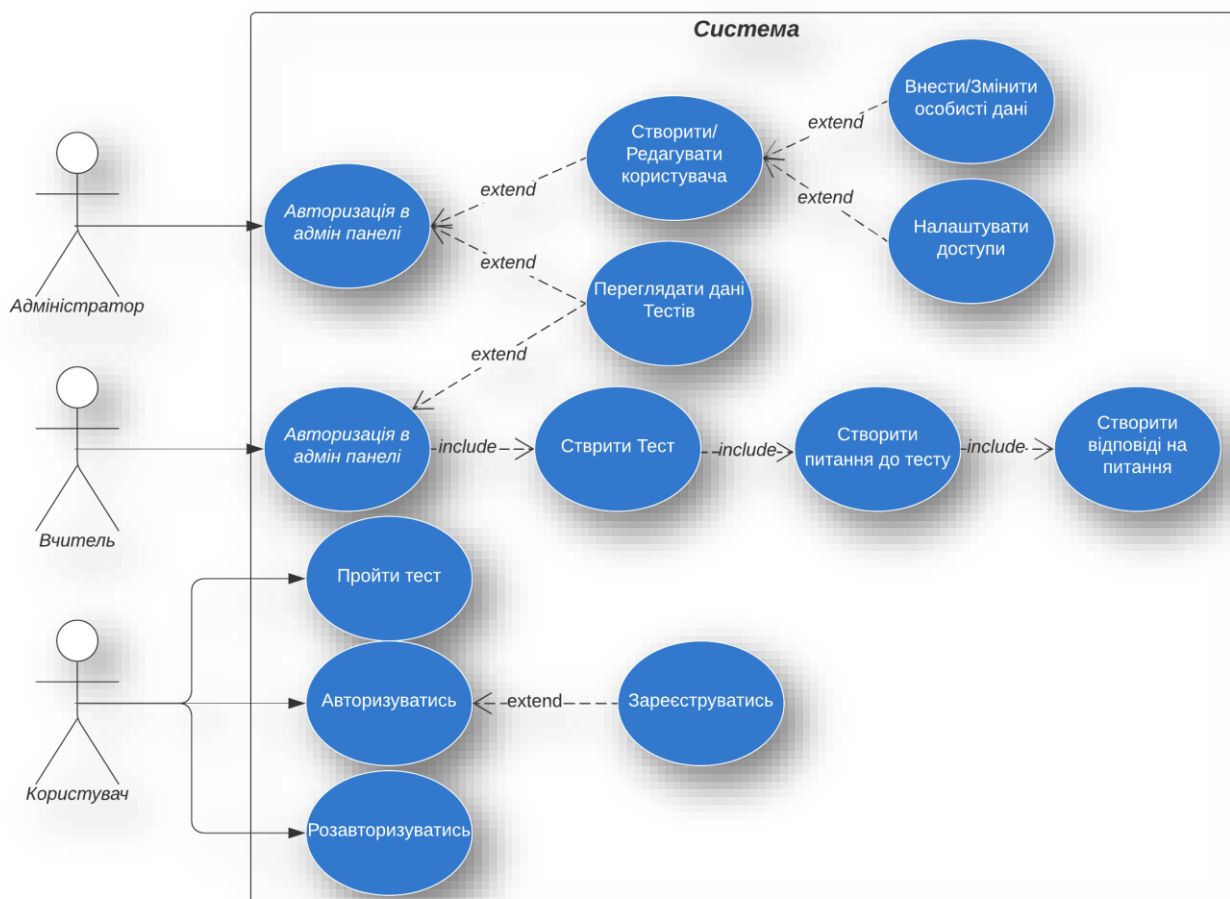 Система
Внести/Змінити
особисті дані
extend
Створити/
Редагувати
користувача
extend
Авторизація в
адмін панелі
extend
Налаштувати
доступи
extend
Переглядати дані
Тестів
Адміністратор
extend
Авторизація в
адмін панелі
include
Стврити Тест
include
Створити
питання до тесту
include
Створити
відповіді на
питання
Вчитель
Пройти тест
Авторизуватись
extend
Зареєструватись
Користувач
Розавторизуватись